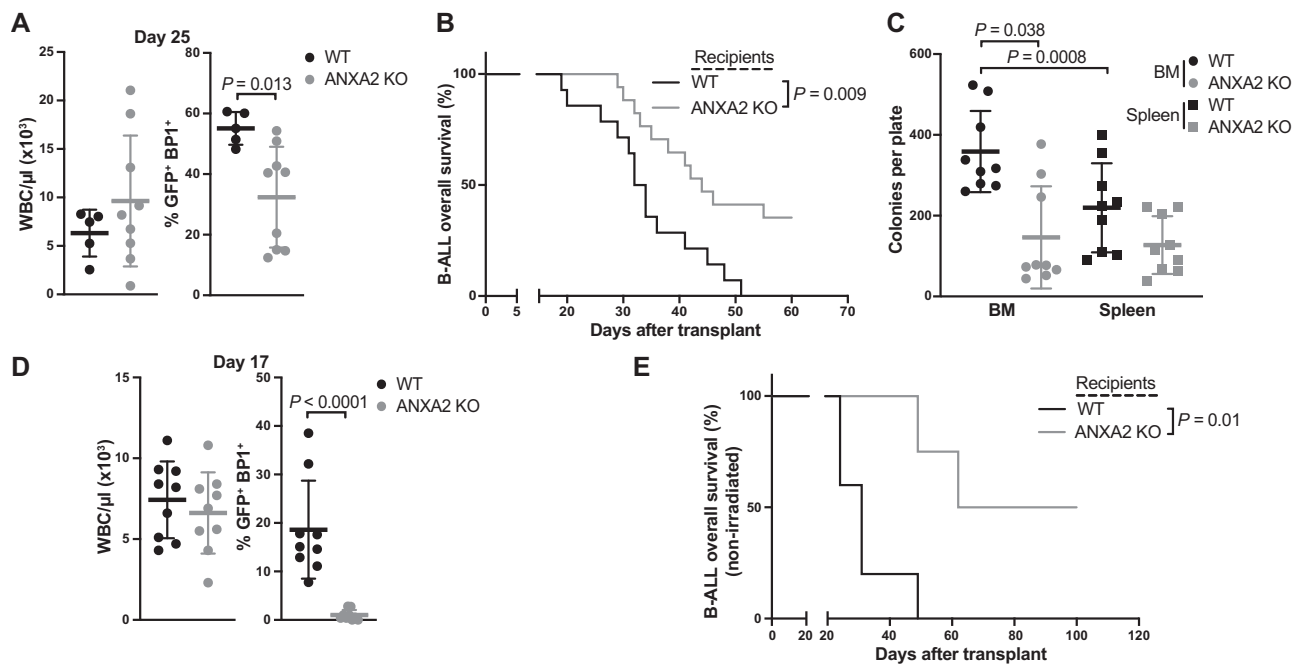 A
Day 25
WT
ANXA2 KO
WBC/µl (x10³)
25
20
15
10
5
0
% GFP⁺ BP1⁺
80
60
40
20
0
P = 0.013
B
B-ALL overall survival (%)
100
50
0
0 5 20 30 40 50 60 70
Days after transplant
Recipients
WT
ANXA2 KO
P = 0.009
C
P = 0.038
P = 0.0008
Colonies per plate
600
400
200
0
BM Spleen
BM
WT
ANXA2 KO
Spleen
WT
ANXA2 KO
D
Day 17
WT
ANXA2 KO
WBC/µl (x10³)
15
10
5
0
% GFP⁺ BP1⁺
50
40
30
20
10
0
P < 0.0001
E
B-ALL overall survival (%)
(non-irradiated)
100
50
0
0 20 20 40 60 80 100 120
Days after transplant
Recipients
WT
ANXA2 KO
P = 0.01